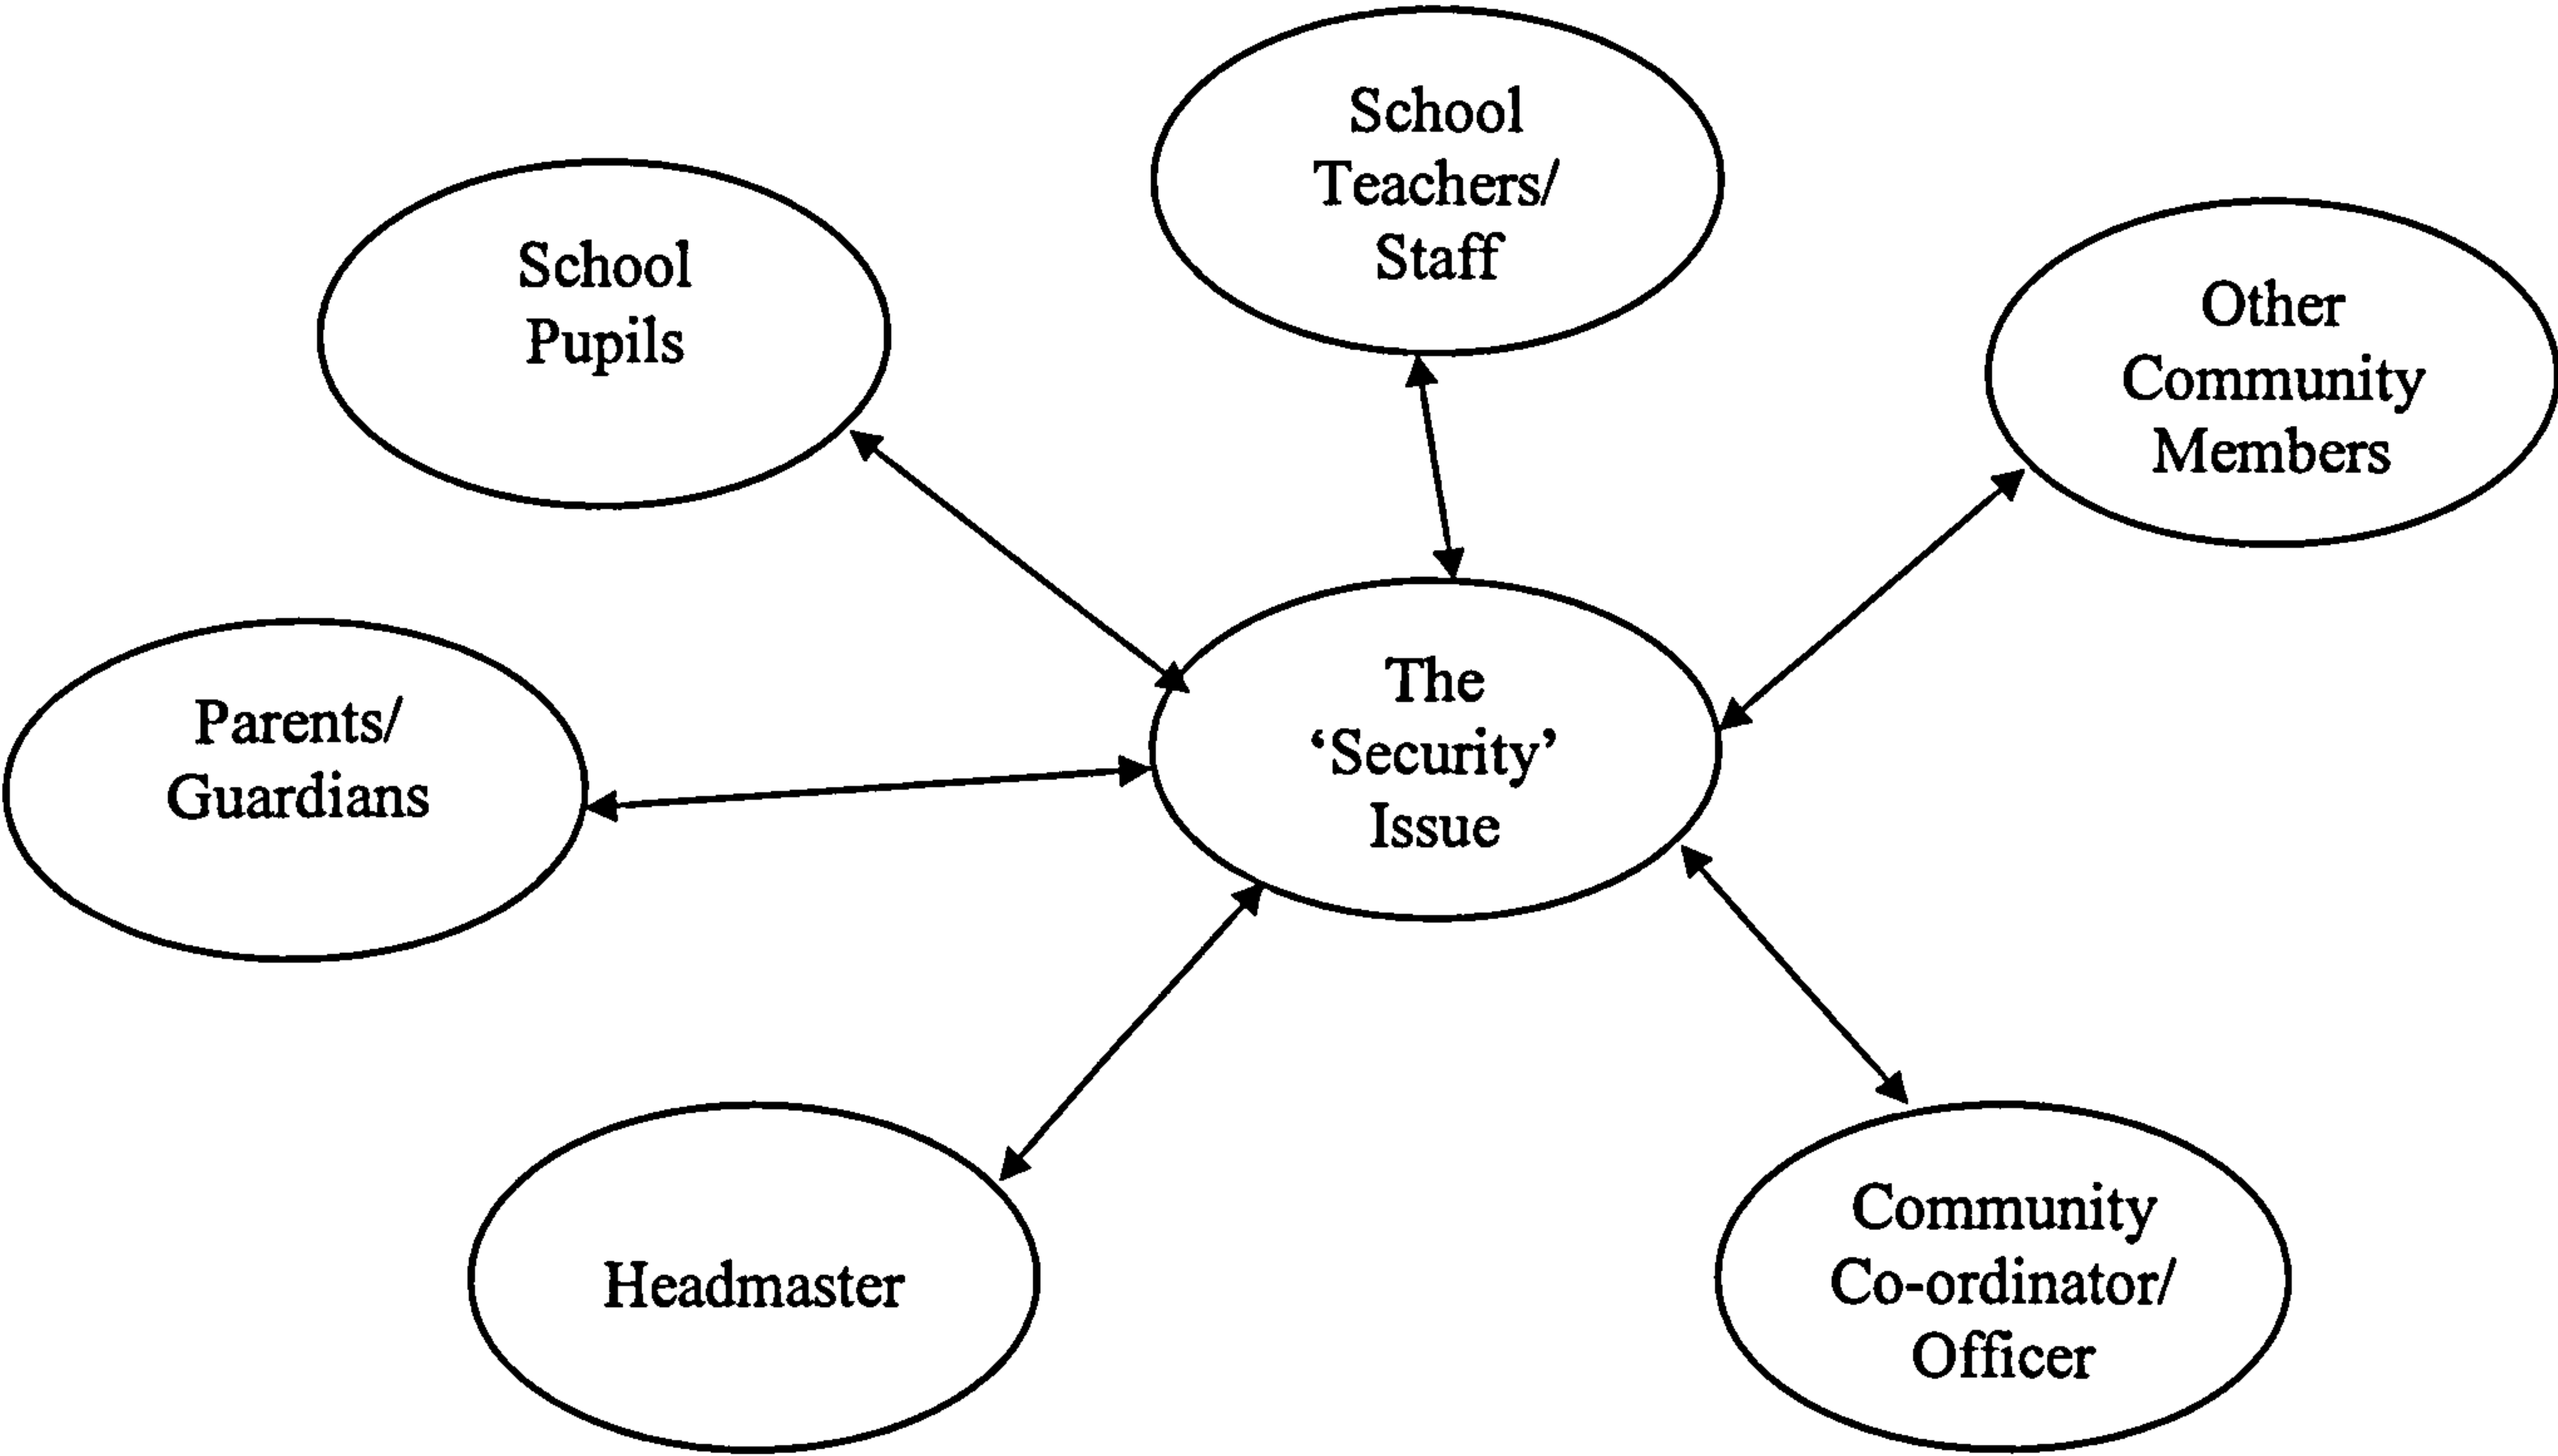 School
Teachers/
Staff
School
Pupils
Other
Community
Members
Parents/
Guardians
The
‘Security’
Issue
Headmaster
Community
Co-ordinator/
Officer